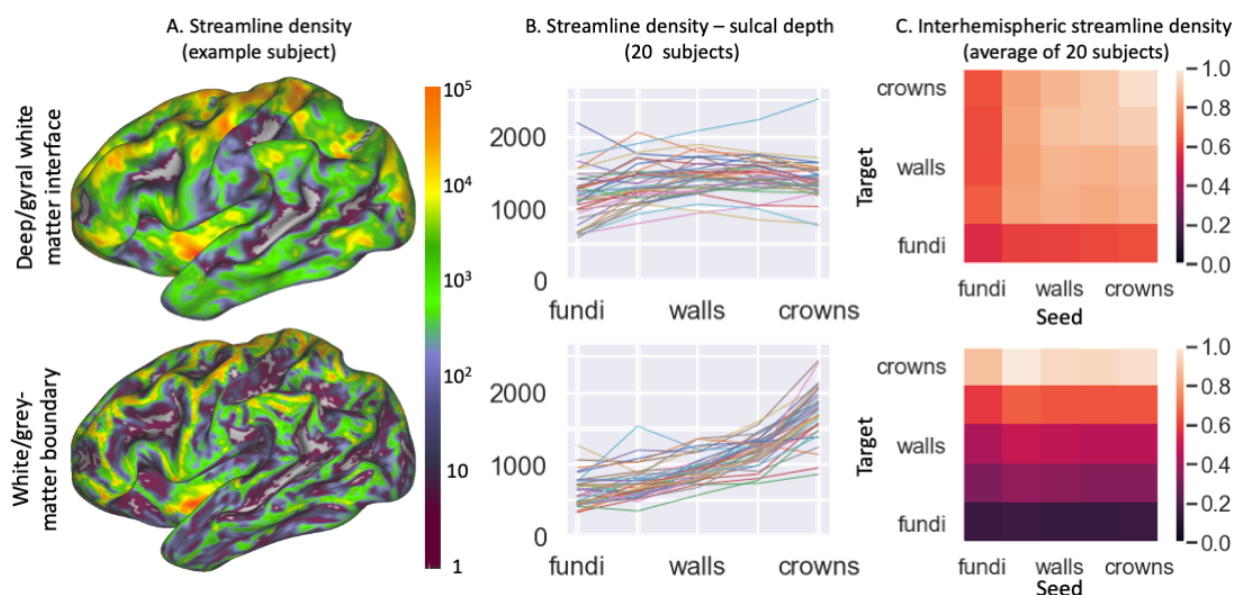 A. Streamline density
(example subject)
B. Streamline density – sulcal depth
(20 subjects)
C. Interhemispheric streamline density
(average of 20 subjects)
Deep/gyral white
matter interface
10⁵
10⁴
10³
10²
10
1
White/grey-
matter boundary
2000
1000
0
fundi
walls
crowns
2000
1000
0
fundi
walls
crowns
Target
crowns
walls
fundi
fundi
walls
crowns
Seed
1.0
0.8
0.6
0.4
0.2
0.0
Target
crowns
walls
fundi
fundi
walls
crowns
Seed
1.0
0.8
0.6
0.4
0.2
0.0